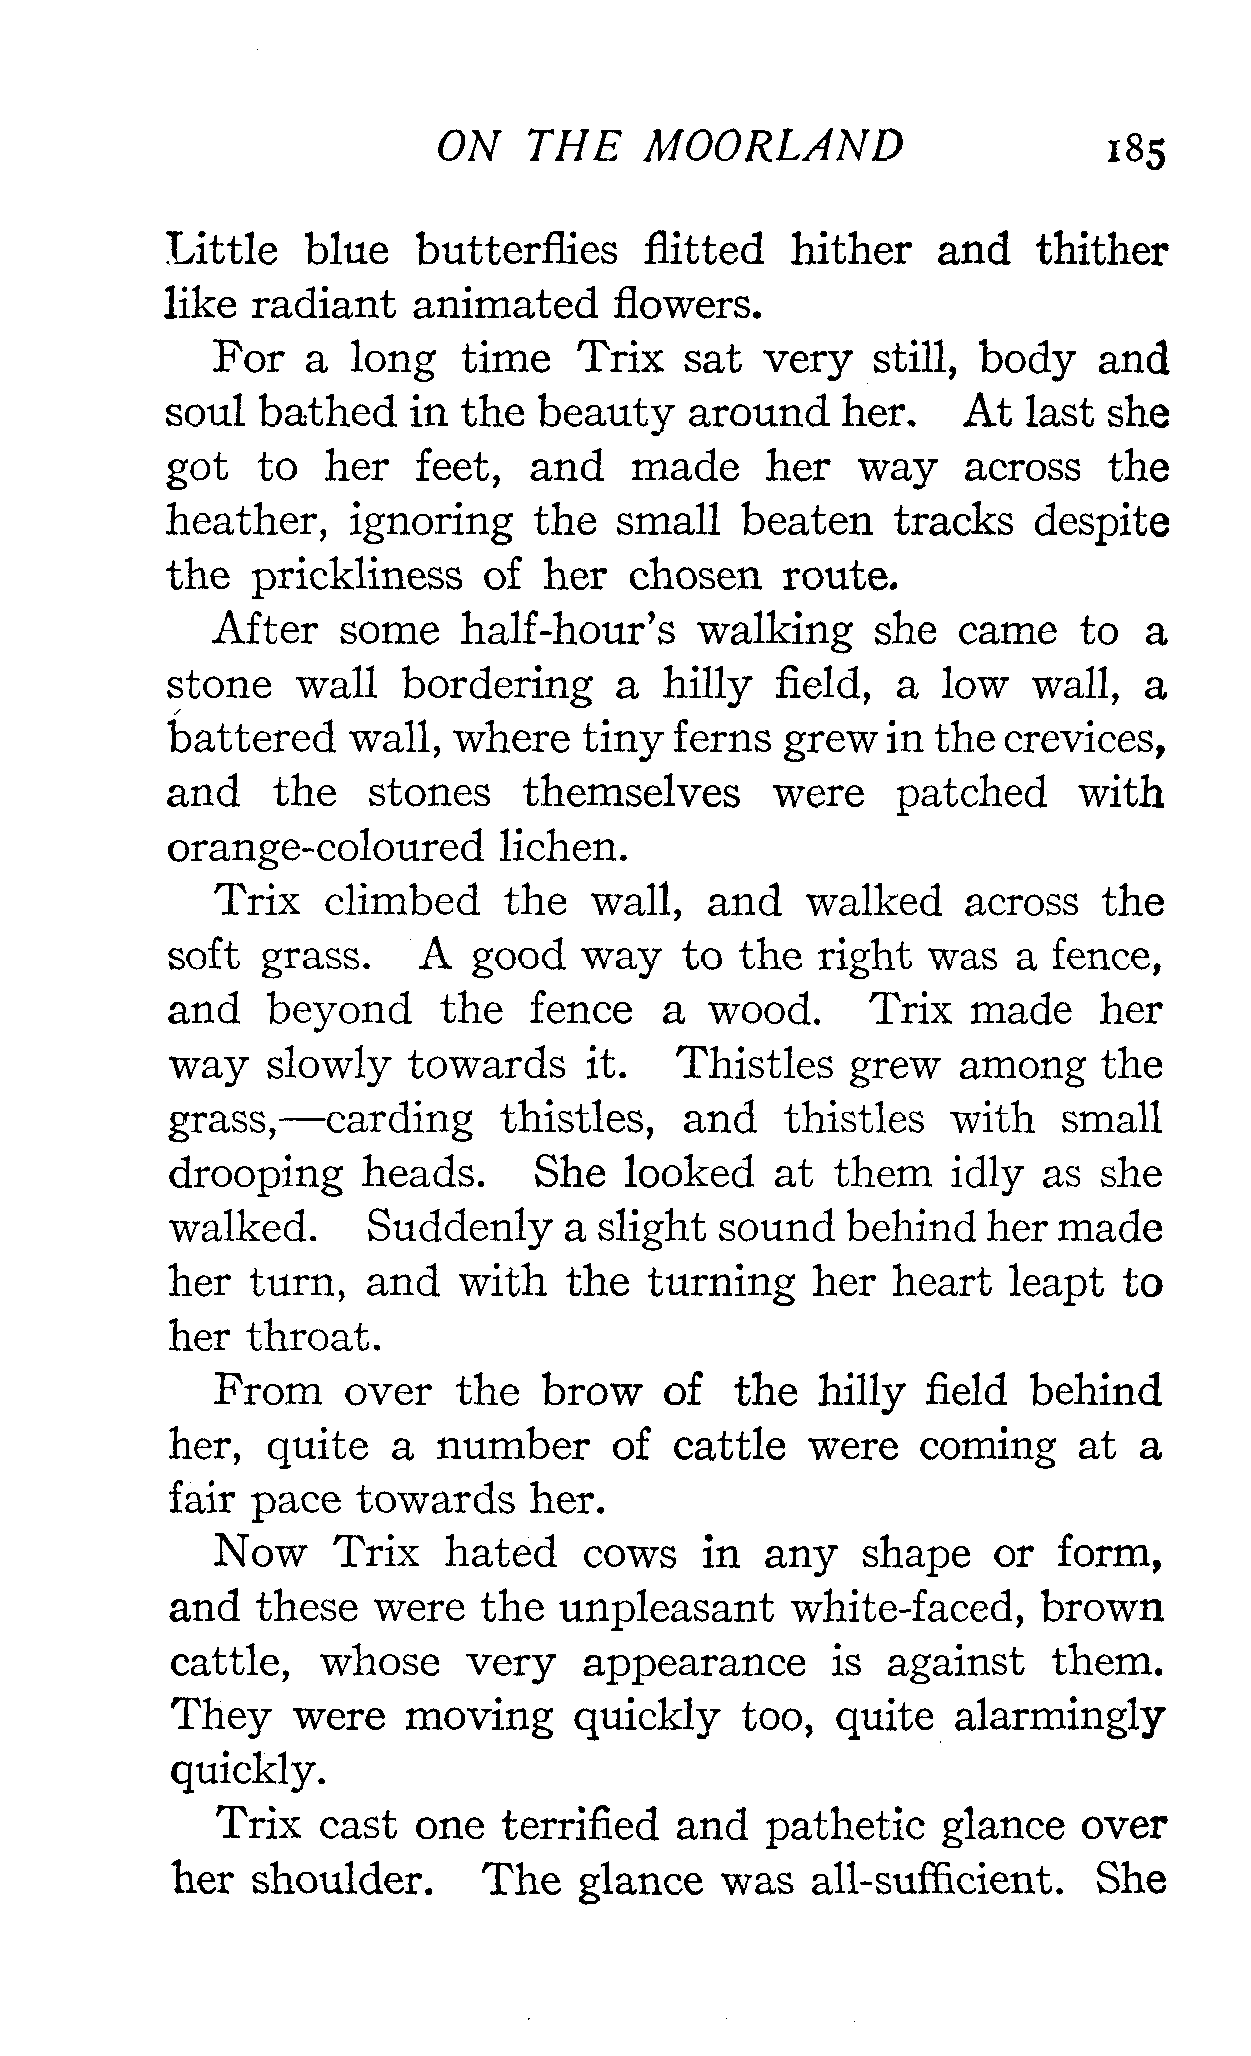 ON THE MOORLAND 185
Little blue butterflies flitted hither and thither
like radiant animated flowers.
For a long time Trix sat very still, body and
soul bathed in the beauty around her. At last she
got to her feet, and made her way across the
heather, ignoring the small beaten tracks despite
the prickliness of her chosen route.
After some half-hour's walking she came to a
stone wall bordering a hilly field, a low wall, a
battered wall, where tiny ferns grew in the crevices,
and the stones themselves were patched with
orange-coloured lichen.
Trix climbed the wall, and walked across the
soft grass. A good way to the right was a fence,
and beyond the fence a wood. Trix made her
way slowly towards it. Thistles grew among the
grass,—carding thistles, and thistles with small
drooping heads. She looked at them idly as she
walked. Suddenly a slight sound behind her made
her turn, and with the turning her heart leapt to
her throat.
From over the brow of the hilly field behind
her, quite a number of cattle were coming at a
fair pace towards her.
Now Trix hated cows in any shape or form,
and these were the unpleasant white-faced, brown
cattle, whose very appearance is against them.
They were moving quickly too, quite alarmingly
quickly.
Trix cast one terrified and pathetic glance over
her shoulder. The glance was all-sufficient. She